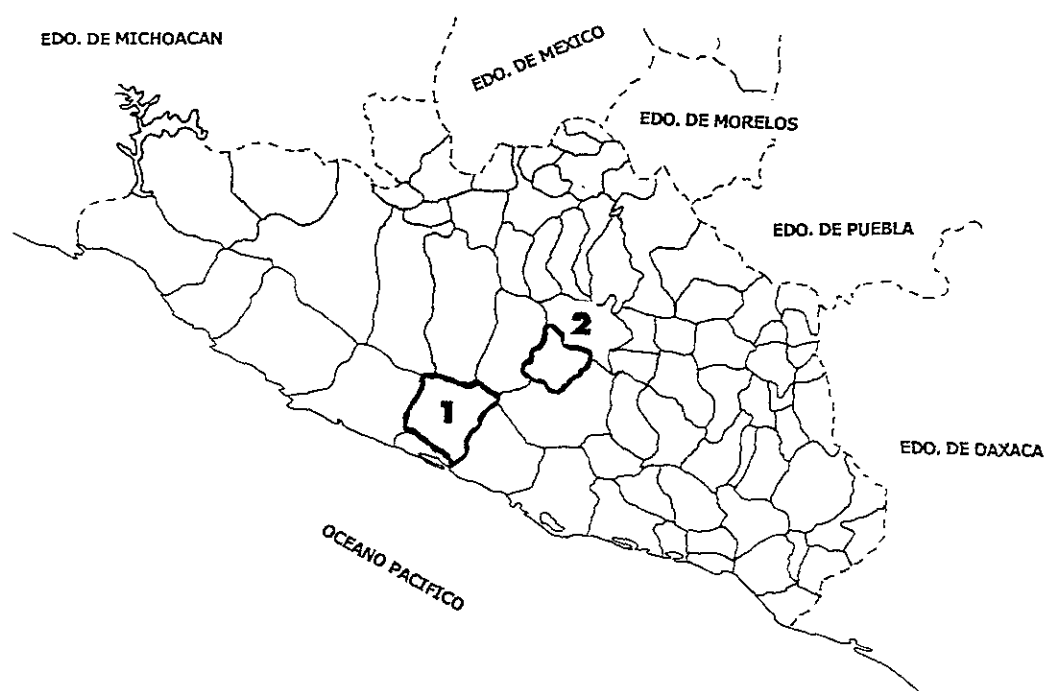 EDO. DE MICHOACAN
EDO. DE MEXICO
EDO. DE MORELOS
EDO. DE PUEBLA
2
1
EDO. DE OAXACA
OCEANO PACIFICO